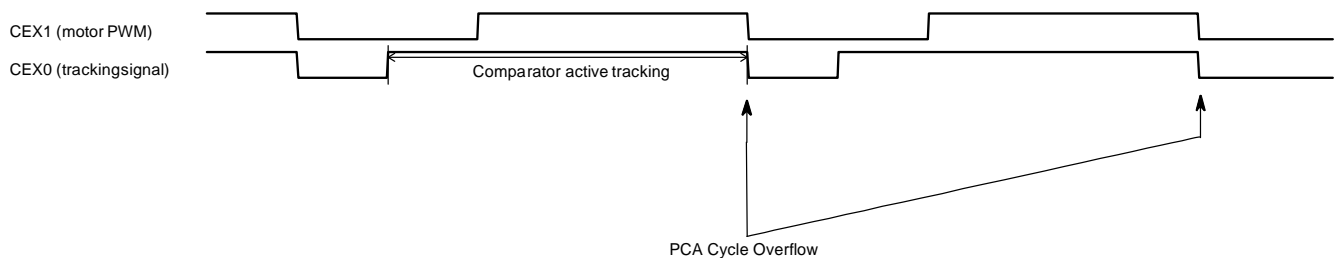 CEX1 (motor PWM)
CEX0 (trackingsignal)
Comparator active tracking
PCA Cycle Overflow